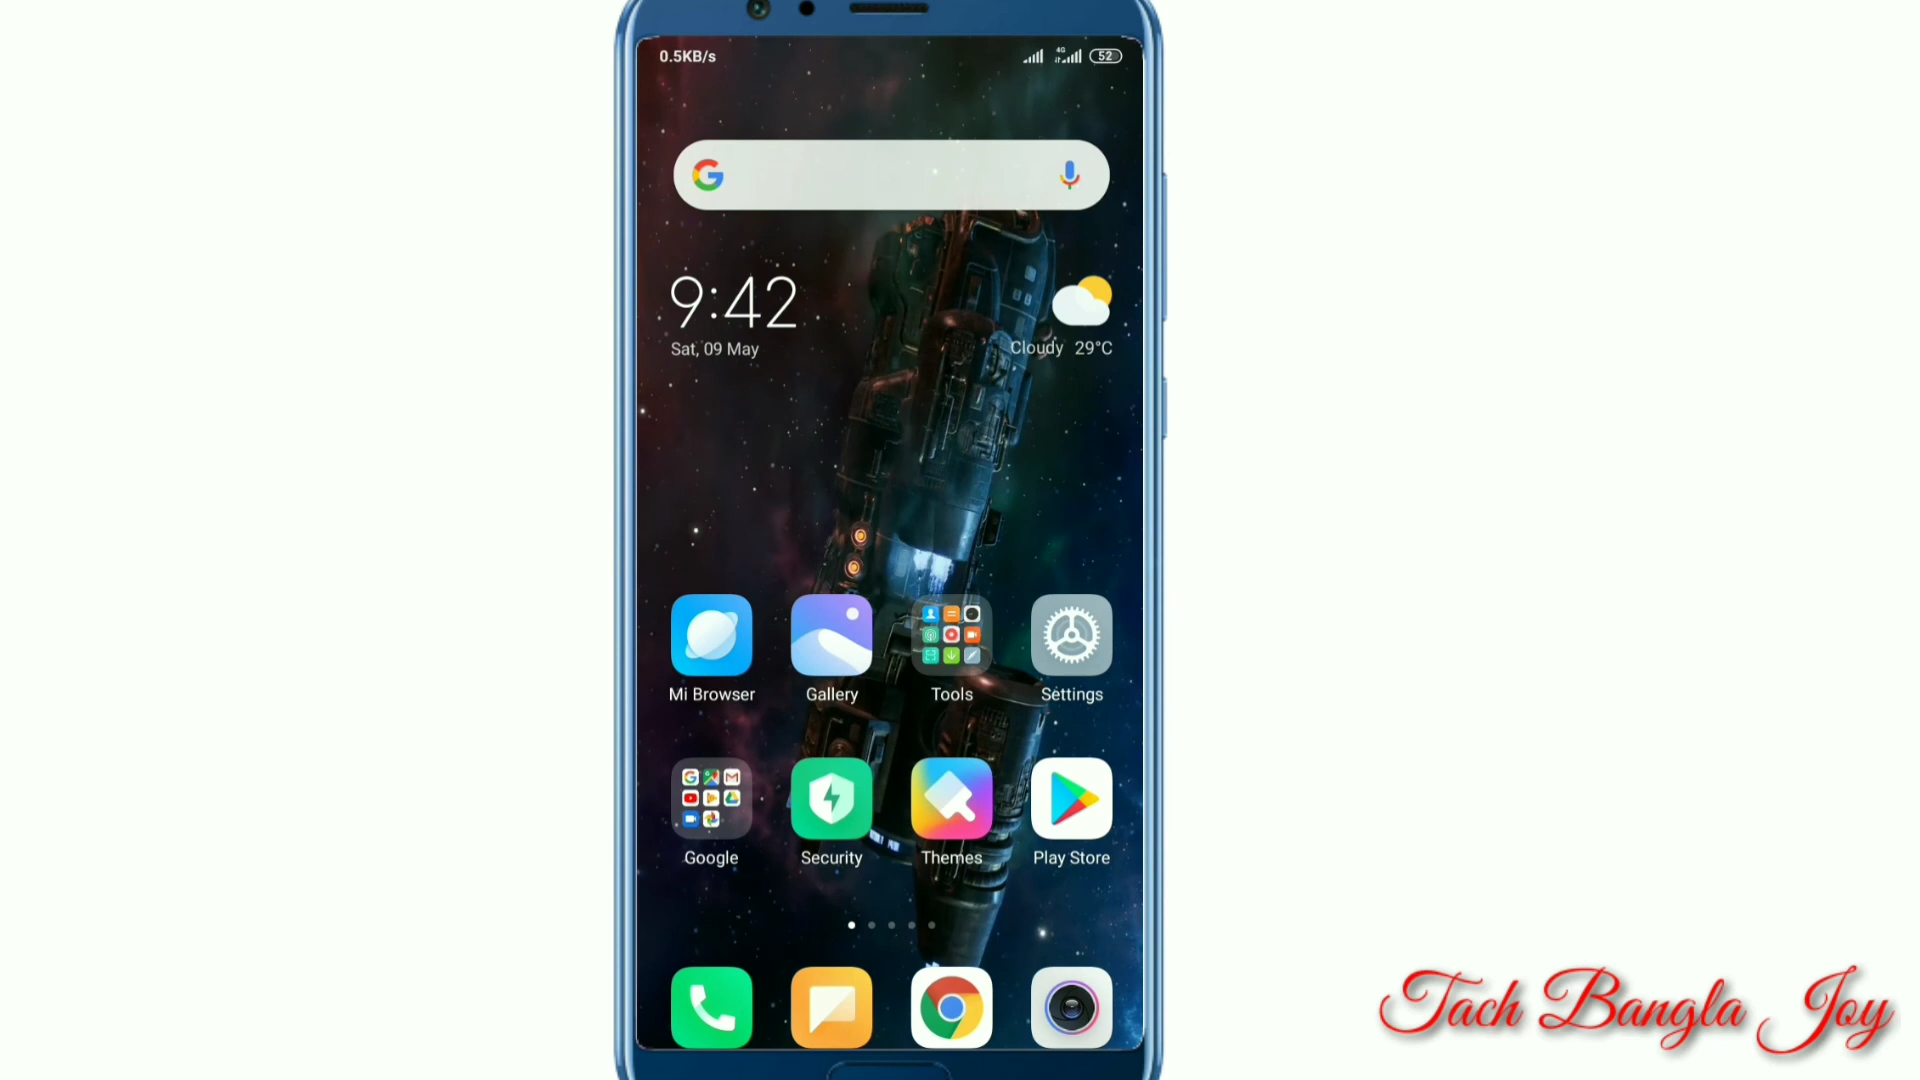 0.5KB/s 4G 52
9:42
Sat, 09 May
Cloudy 29°C
Mi Browser Gallery Tools Settings
Google Security Themes Play Store
Tach Bangla Joy